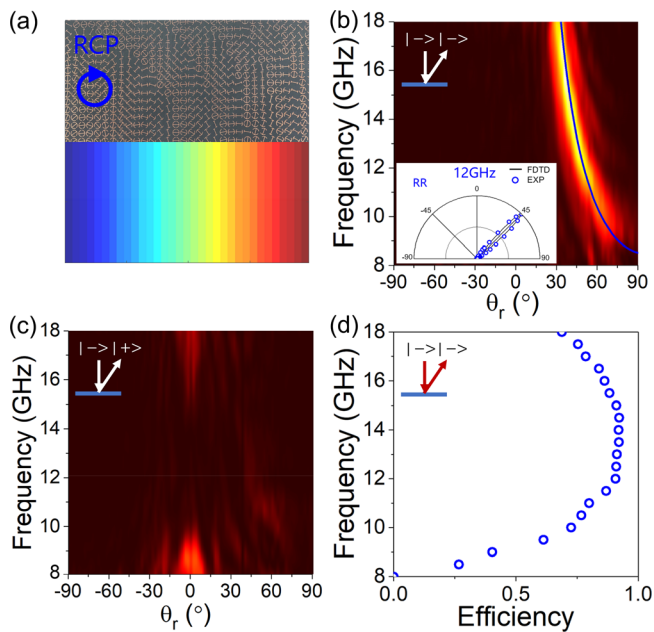 (a)
RCP
(b)
18
16
14
12
10
8
Frequency (GHz)
|−>|−>
RR
12GHz
— FDTD
○ EXP
0
-45
45
-90
90
-90 -60 -30 0 30 60 90
θr (°)
(c)
18
16
14
12
10
8
Frequency (GHz)
|−>|+>
-90 -60 -30 0 30 60 90
θr (°)
(d)
18
16
14
12
10
8
Frequency (GHz)
|−>|−>
0.0 0.5 1.0
Efficiency